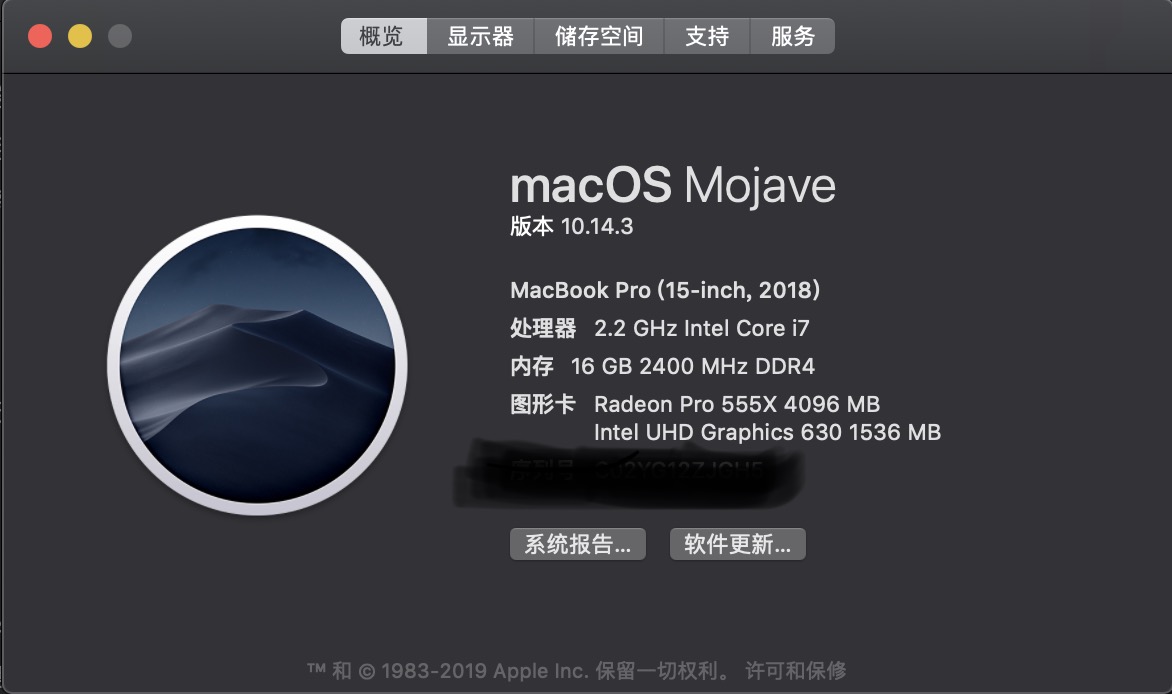 概览 显示器 储存空间 支持 服务
macOS Mojave
版本 10.14.3
MacBook Pro (15-inch, 2018)
处理器 2.2 GHz Intel Core i7
内存 16 GB 2400 MHz DDR4
图形卡 Radeon Pro 555X 4096 MB
Intel UHD Graphics 630 1536 MB
系统报告... 软件更新...
™ 和 © 1983-2019 Apple Inc. 保留一切权利。 许可和保修